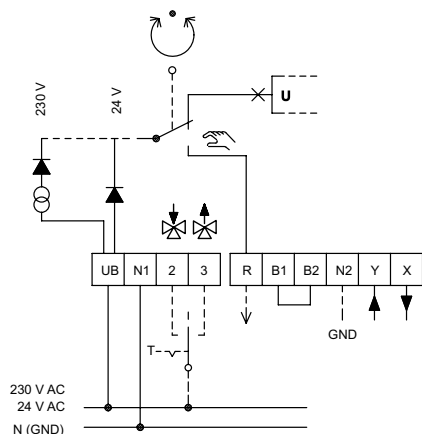 230 V
24 V
U
UB N1 2 3 R B1 B2 N2 Y X
GND
T
230 V AC
24 V AC
N (GND)